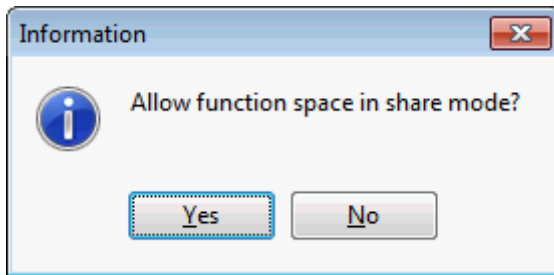 Information
Allow function space in share mode?
Yes
No